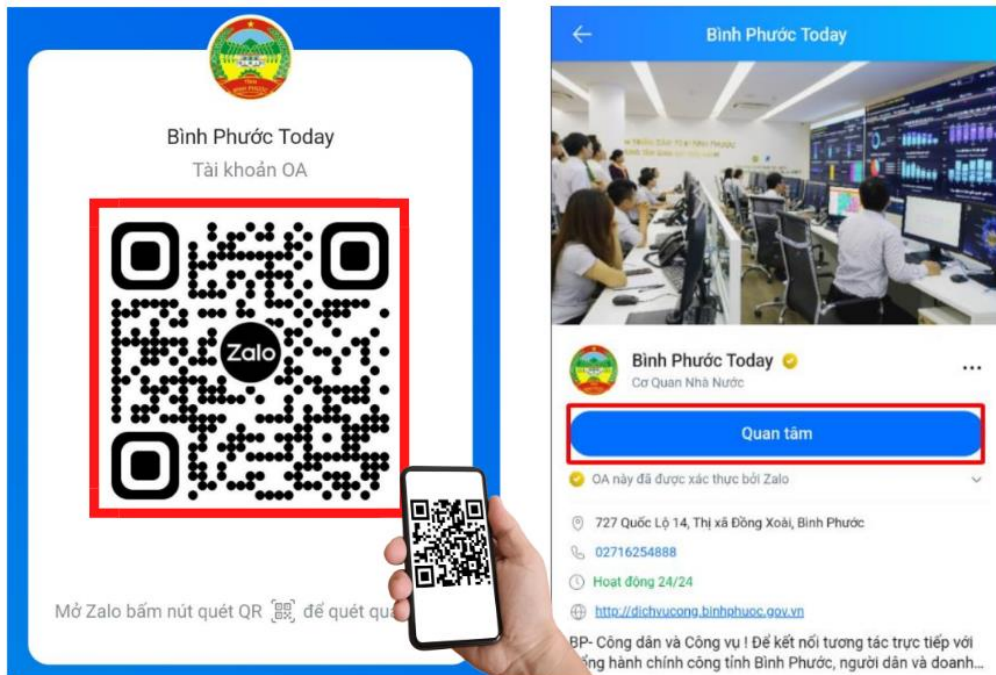 TỈNH
BÌNH PHƯỚC
Bình Phước Today
Tài khoản OA
Zalo
Mở Zalo bấm nút quét QR để quét
Bình Phước Today
Bình Phước Today
Cơ Quan Nhà Nước
Quan tâm
OA này đã được xác thực bởi Zalo
727 Quốc Lộ 14, Thị xã Đồng Xoài, Bình Phước
02716254888
Hoạt động 24/24
http://dichvucong.binhphuoc.gov.vn
BP- Công dân và Công vụ ! Để kết nối tương tác trực tiếp với
hành chính công tỉnh Bình Phước, người dân và doanh...